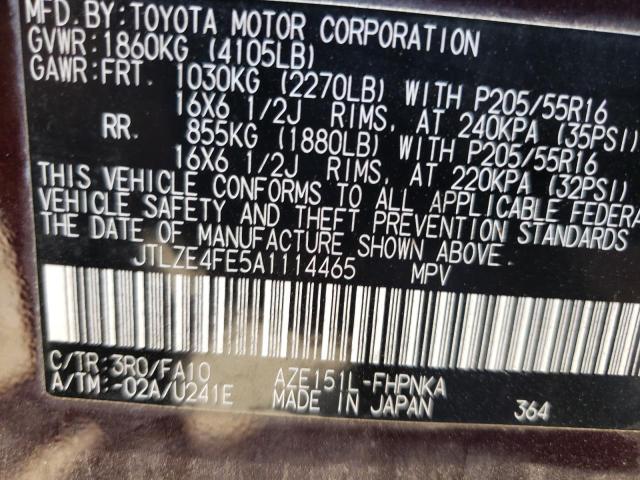 MFD.BY:TOYOTA MOTOR CORPORATION
GVWR:1860KG (4105LB)
GAWR:FRT. 1030KG (2270LB) WITH P205/55R16
16X6 1/2J RIMS, AT 240KPA (35PSI)
RR. 855KG (1880LB) WITH P205/55R16
16X6 1/2J RIMS, AT 220KPA (32PSI)
THIS VEHICLE CONFORMS TO ALL APPLICABLE FEDERA
VEHICLE SAFETY AND THEFT PREVENTION STANDARDS
THE DATE OF MANUFACTURE SHOWN ABOVE.
JTLZE4FE5A1114465 MPV
C/TR:3R0/FA10 AZE151L-FHPNKA
A/TM:-02A/U241E MADE IN JAPAN 364